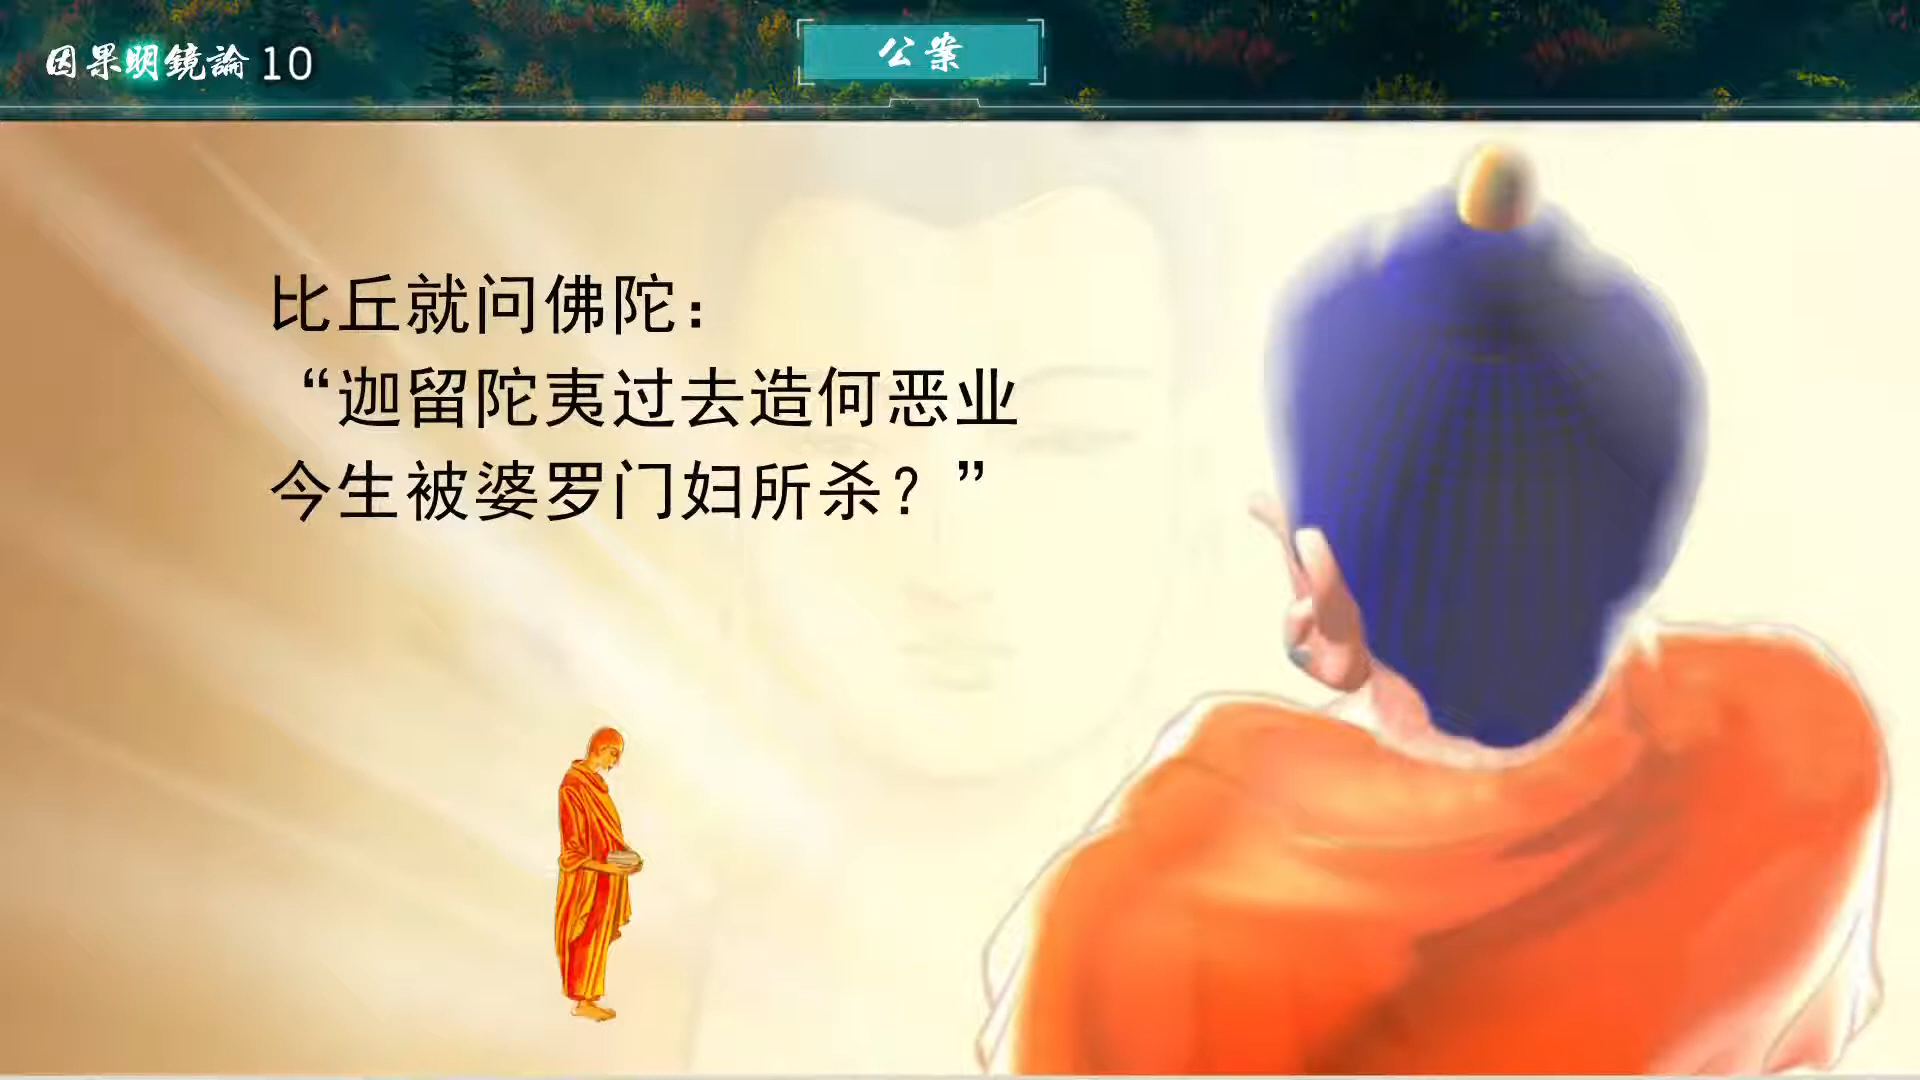 因果明鏡論 10
公案
比丘就问佛陀：
“迦留陀夷过去造何恶业
今生被婆罗门妇所杀？”